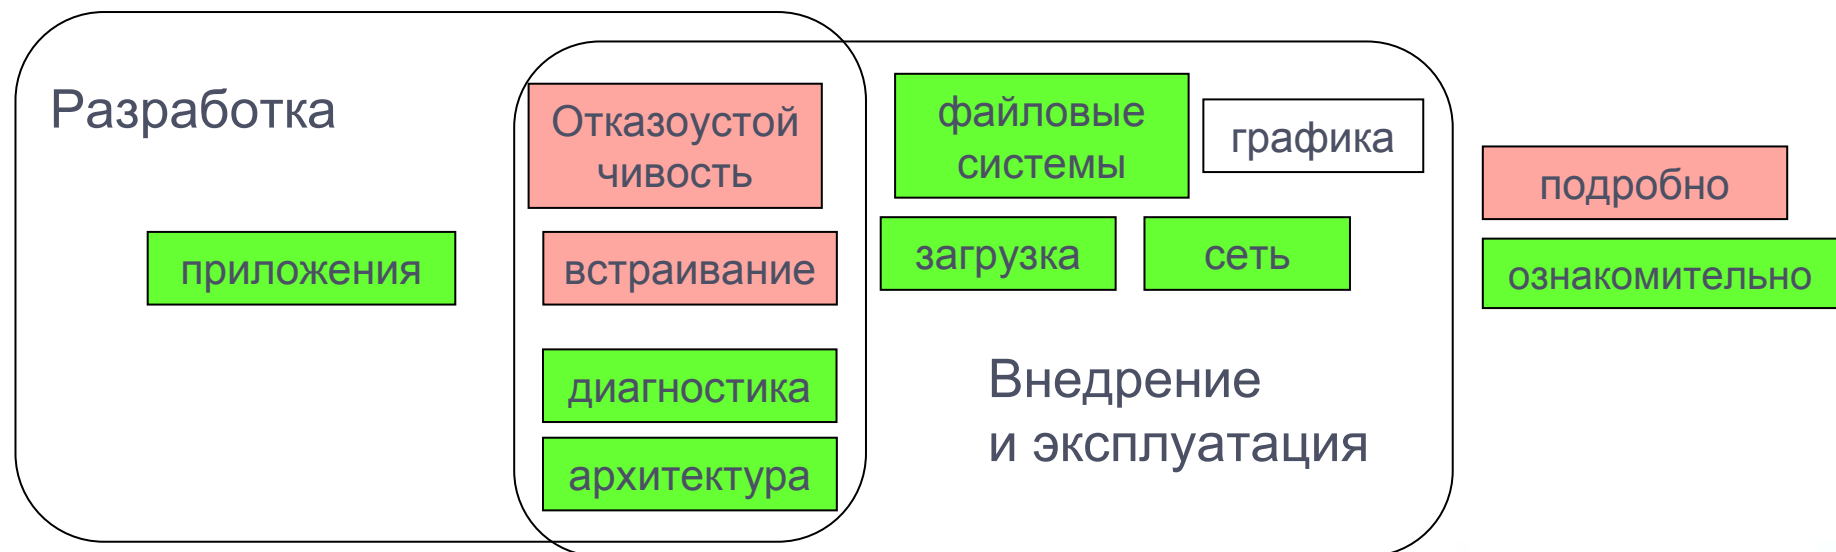 Разработка
Отказоустой
чивость
файловые
системы
графика
подробно
приложения
встраивание
загрузка
сеть
ознакомительно
диагностика
архитектура
Внедрение
и эксплуатация